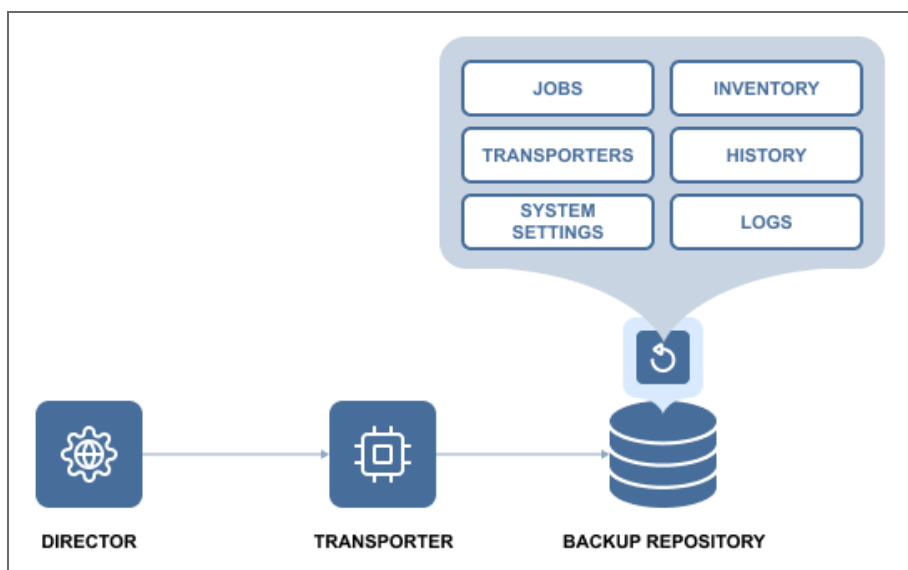 JOBS
INVENTORY
TRANSPORTERS
HISTORY
SYSTEM
SETTINGS
LOGS
DIRECTOR
TRANSPORTER
BACKUP REPOSITORY